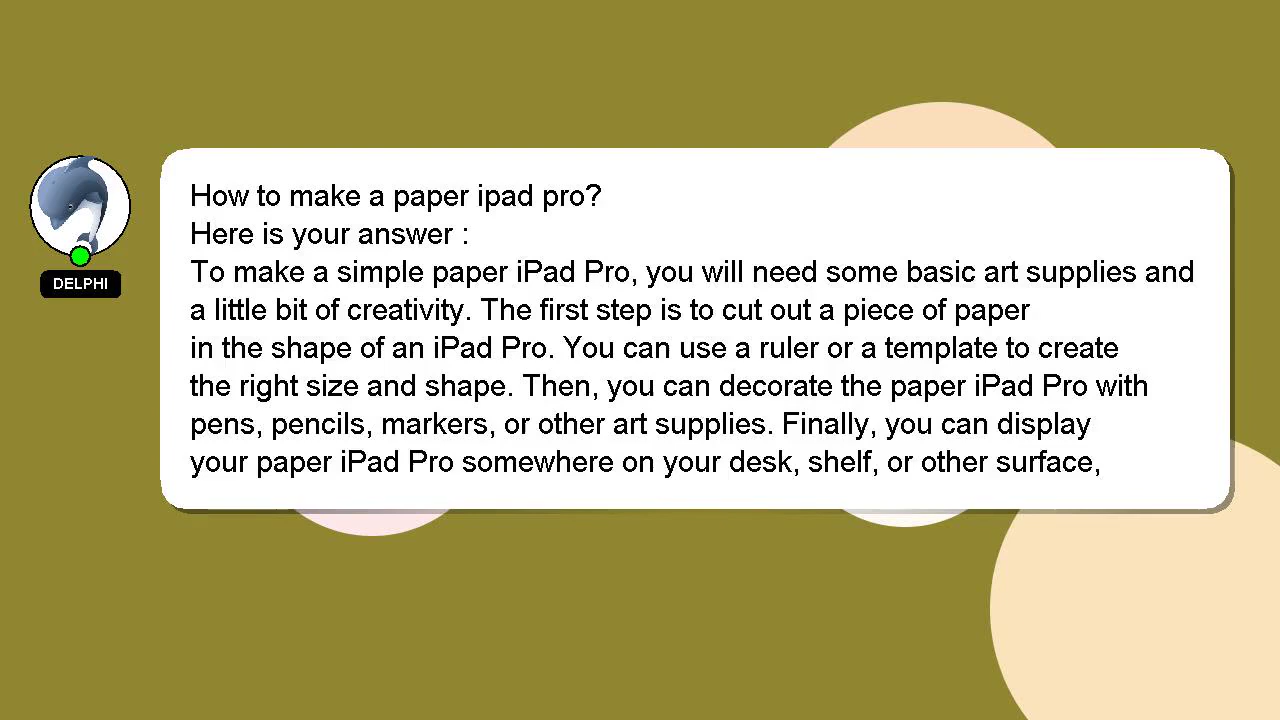 How to make a paper ipad pro?
Here is your answer :
To make a simple paper iPad Pro, you will need some basic art supplies and
a little bit of creativity. The first step is to cut out a piece of paper
in the shape of an iPad Pro. You can use a ruler or a template to create
the right size and shape. Then, you can decorate the paper iPad Pro with
pens, pencils, markers, or other art supplies. Finally, you can display
your paper iPad Pro somewhere on your desk, shelf, or other surface,
DELPHI